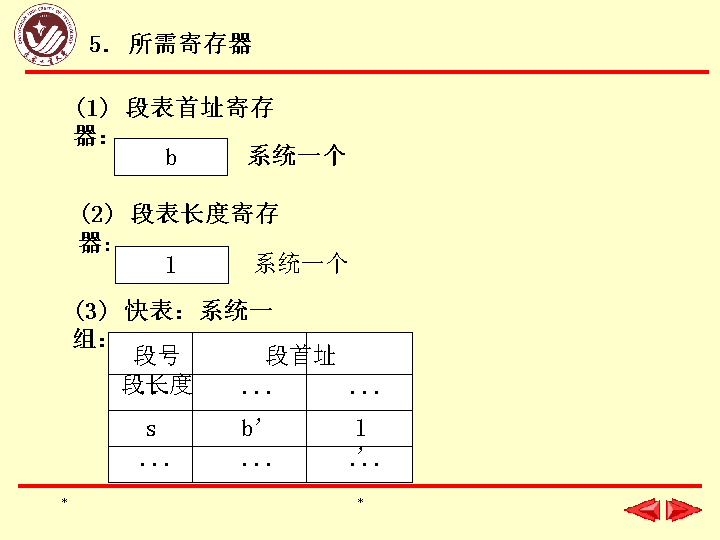 5. 所需寄存器
(1) 段表首址寄存
器：
b
系统一个
(2) 段表长度寄存
器：
l
系统一个
(3) 快表：系统一
组：
段号 段首址
段长度
... ... ...
s b' l
'
... ... ...
* *